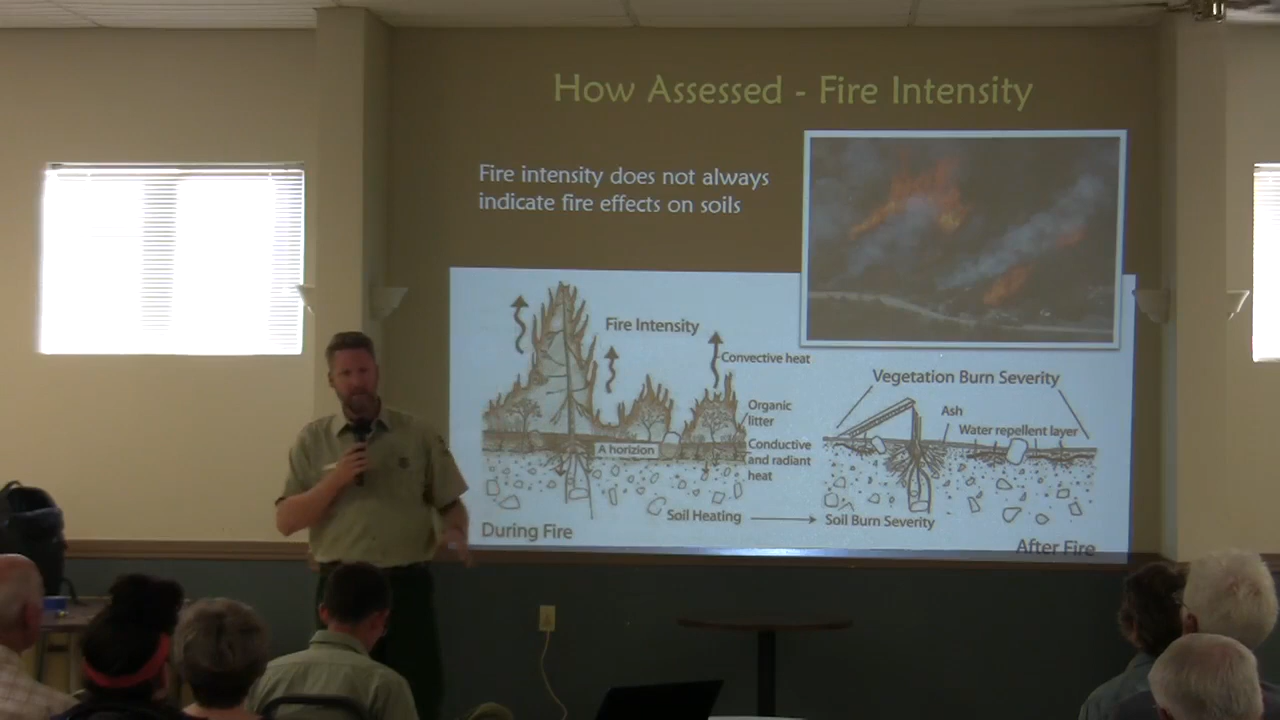 How Assessed - Fire Intensity
Fire intensity does not always
indicate fire effects on soils
Fire Intensity
Convective heat
Organic
litter
A horizion
Conductive
and radiant
heat
Soil Heating
During Fire
Vegetation Burn Severity
Ash
Water repellent layer
Soil Burn Severity
After Fire